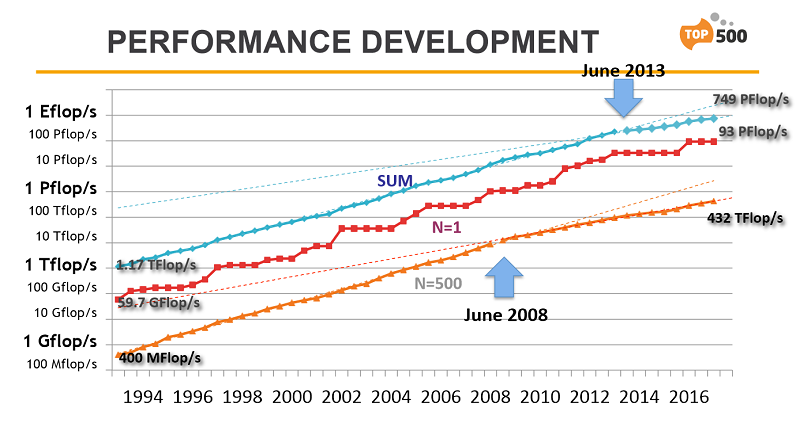 PERFORMANCE DEVELOPMENT
TOP 500
June 2013
1 Eflop/s
749 PFlop/s
100 Pflop/s
93 PFlop/s
10 Pflop/s
1 Pflop/s
SUM
100 Tflop/s
432 TFlop/s
10 Tflop/s
N=1
1 Tflop/s
1.17 TFlop/s
100 Gflop/s
N=500
59.7 GFlop/s
10 Gflop/s
June 2008
1 Gflop/s
400 MFlop/s
100 Mflop/s
1994 1996 1998 2000 2002 2004 2006 2008 2010 2012 2014 2016